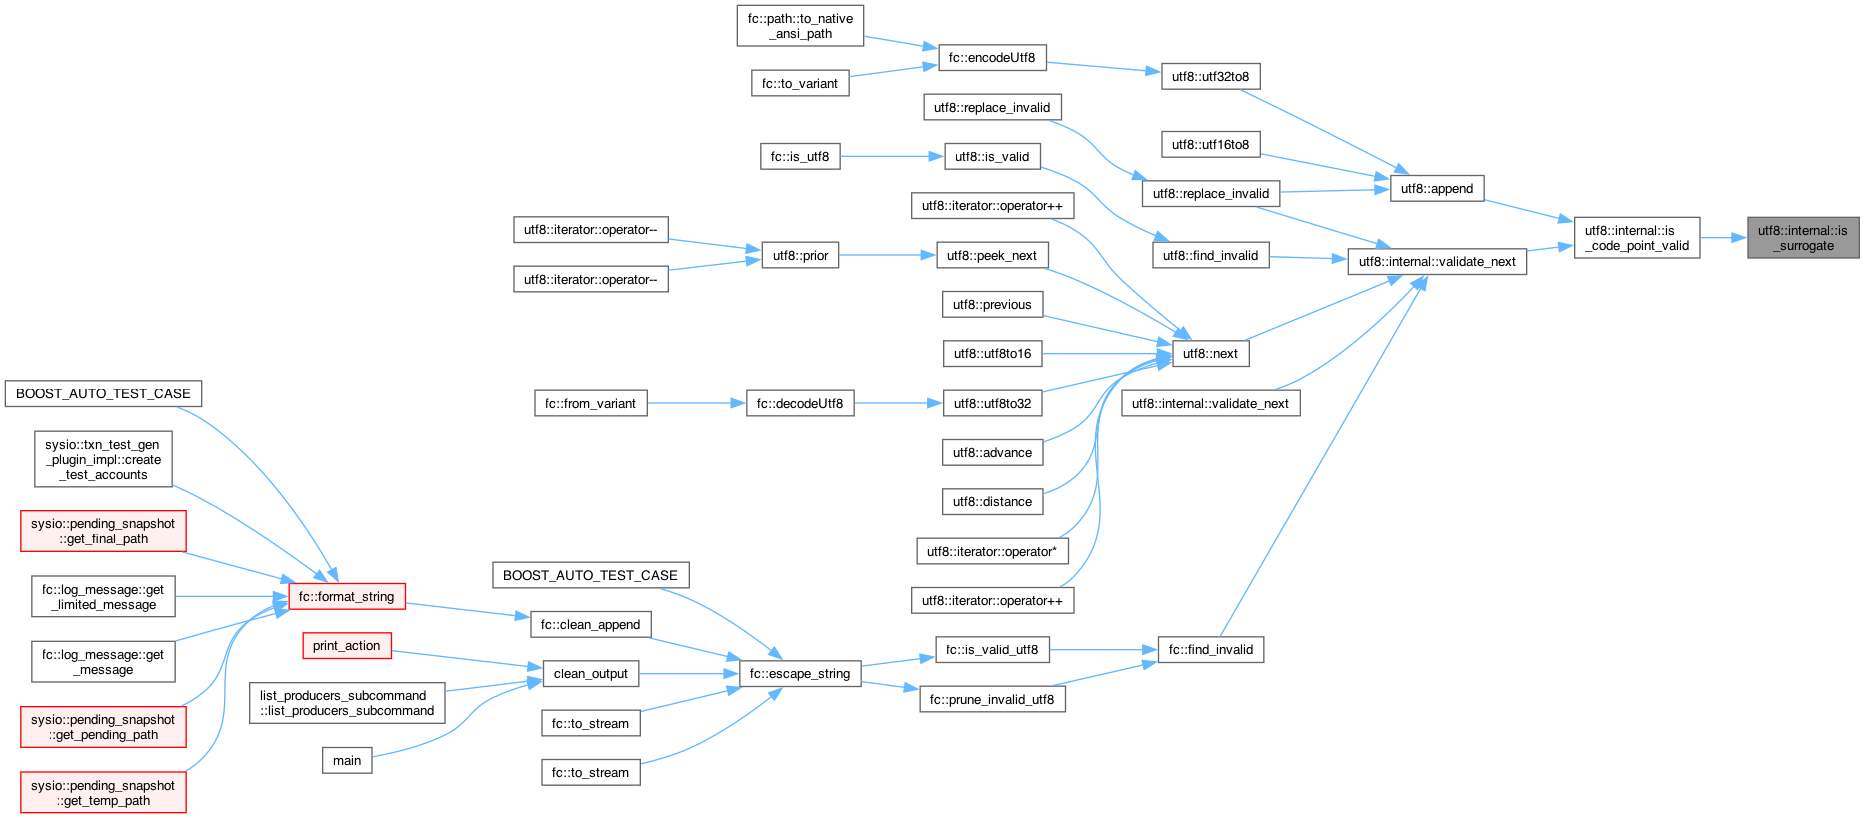 fc::path::to_native
_ansi_path
fc::to_variant
fc::encodeUtf8
utf8::utf32to8
utf8::replace_invalid
utf8::utf16to8
fc::is_utf8
utf8::is_valid
utf8::replace_invalid
utf8::append
utf8::iterator::operator++
utf8::iterator::operator--
utf8::iterator::operator--
utf8::prior
utf8::peek_next
utf8::find_invalid
utf8::internal::validate_next
utf8::internal::is
_code_point_valid
utf8::internal::is
_surrogate
utf8::previous
utf8::utf8to16
utf8::next
fc::from_variant
fc::decodeUtf8
utf8::utf8to32
utf8::internal::validate_next
utf8::advance
utf8::distance
utf8::iterator::operator*
utf8::iterator::operator++
BOOST_AUTO_TEST_CASE
sysio::txn_test_gen
_plugin_impl::create
_test_accounts
sysio::pending_snapshot
::get_final_path
fc::log_message::get
_limited_message
fc::log_message::get
_message
sysio::pending_snapshot
::get_pending_path
sysio::pending_snapshot
::get_temp_path
fc::format_string
print_action
list_producers_subcommand
::list_producers_subcommand
main
BOOST_AUTO_TEST_CASE
fc::clean_append
clean_output
fc::to_stream
fc::to_stream
fc::escape_string
fc::is_valid_utf8
fc::prune_invalid_utf8
fc::find_invalid